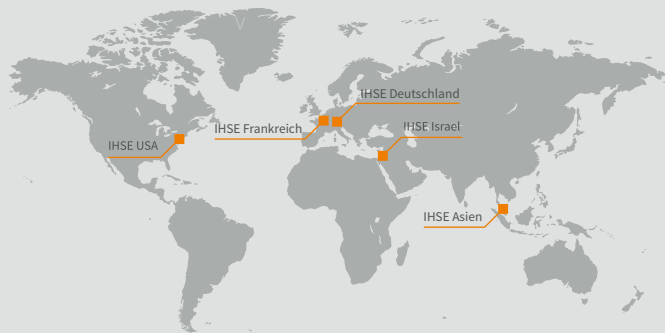 IHSE Deutschland
IHSE Frankreich
IHSE Israel
IHSE USA
IHSE Asien